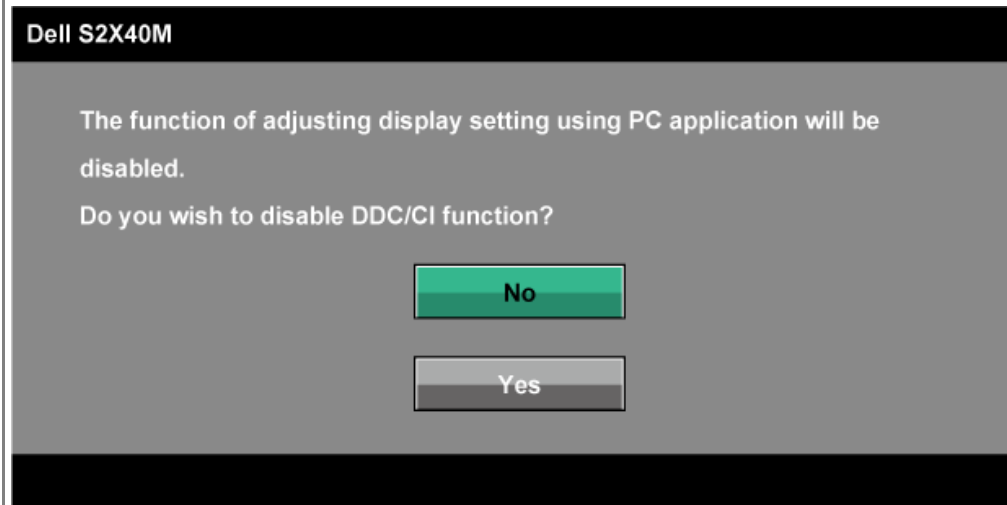 Dell S2X40M
The function of adjusting display setting using PC application will be
disabled.
Do you wish to disable DDC/CI function?
No
Yes